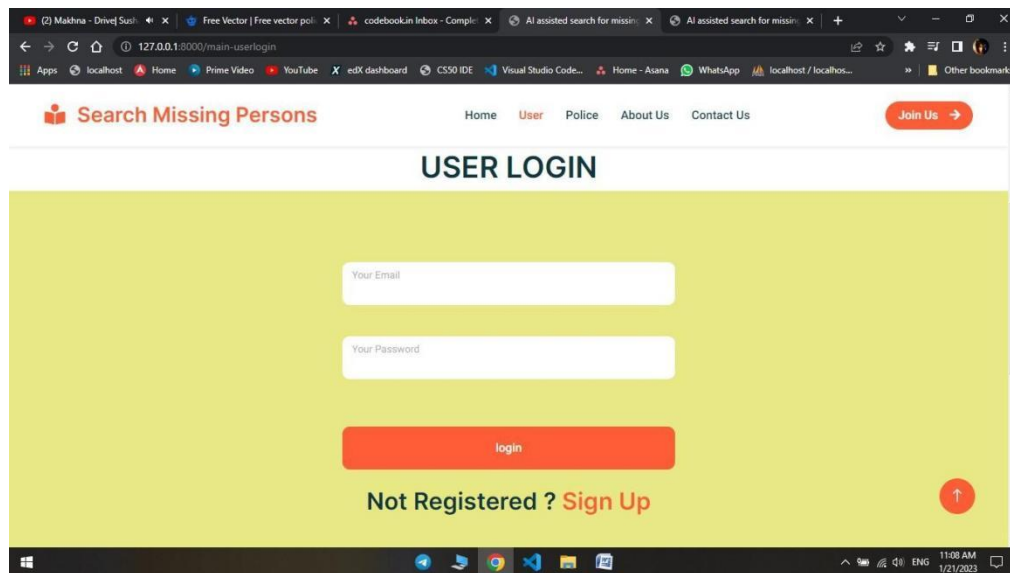 (2) Makhna - Drive| Sush
Free Vector | Free vector poli
codebook.in Inbox - Complet
AI assisted search for missing
AI assisted search for missing
127.0.0.1:8000/main-userlogin
Apps localhost Home Prime Video YouTube edX dashboard CS50 IDE Visual Studio Code... Home - Asana WhatsApp localhost / localhos... » Other bookmark
Search Missing Persons Home User Police About Us Contact Us Join Us →
USER LOGIN
Your Email
Your Password
login
Not Registered ? Sign Up
ENG 11:08 AM
1/21/2023